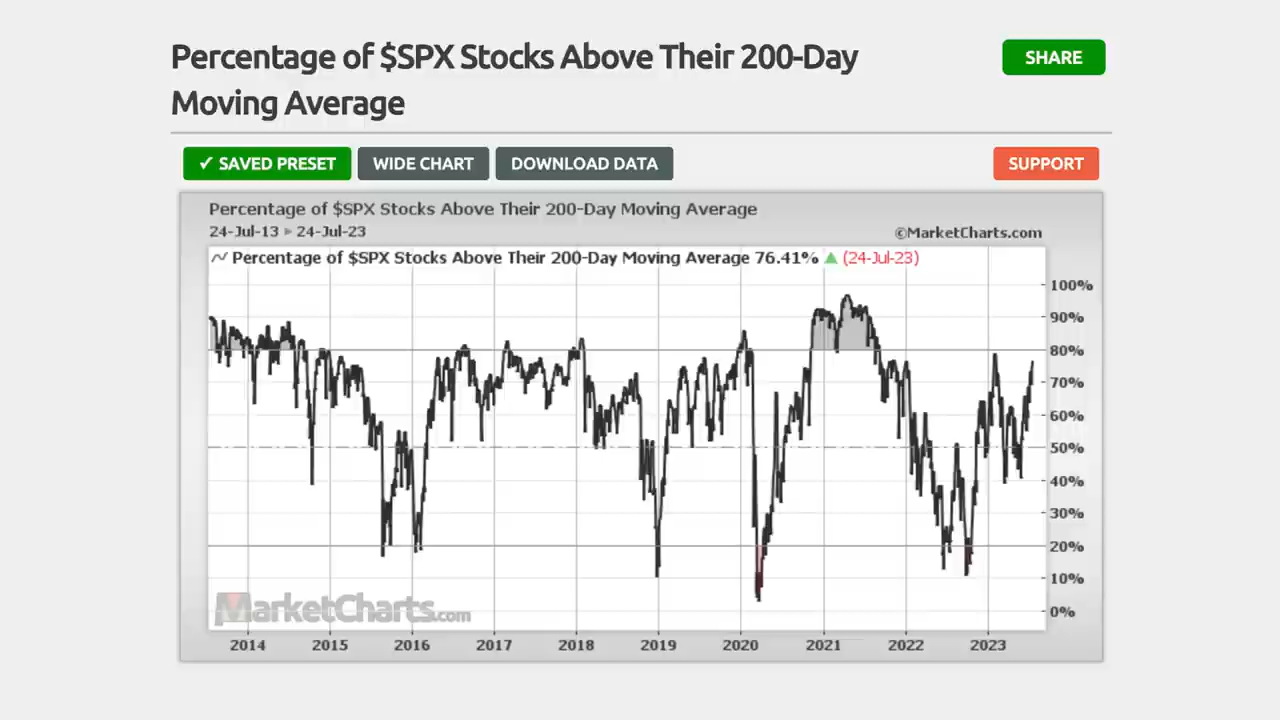 Percentage of $SPX Stocks Above Their 200-Day
Moving Average
SHARE
✓ SAVED PRESET
WIDE CHART
DOWNLOAD DATA
SUPPORT
Percentage of $SPX Stocks Above Their 200-Day Moving Average
24-Jul-13 ▸ 24-Jul-23
©MarketCharts.com
Percentage of $SPX Stocks Above Their 200-Day Moving Average 76.41% ▲ (24-Jul-23)
100%
90%
80%
70%
60%
50%
40%
30%
20%
10%
0%
MarketCharts.com
2014 2015 2016 2017 2018 2019 2020 2021 2022 2023